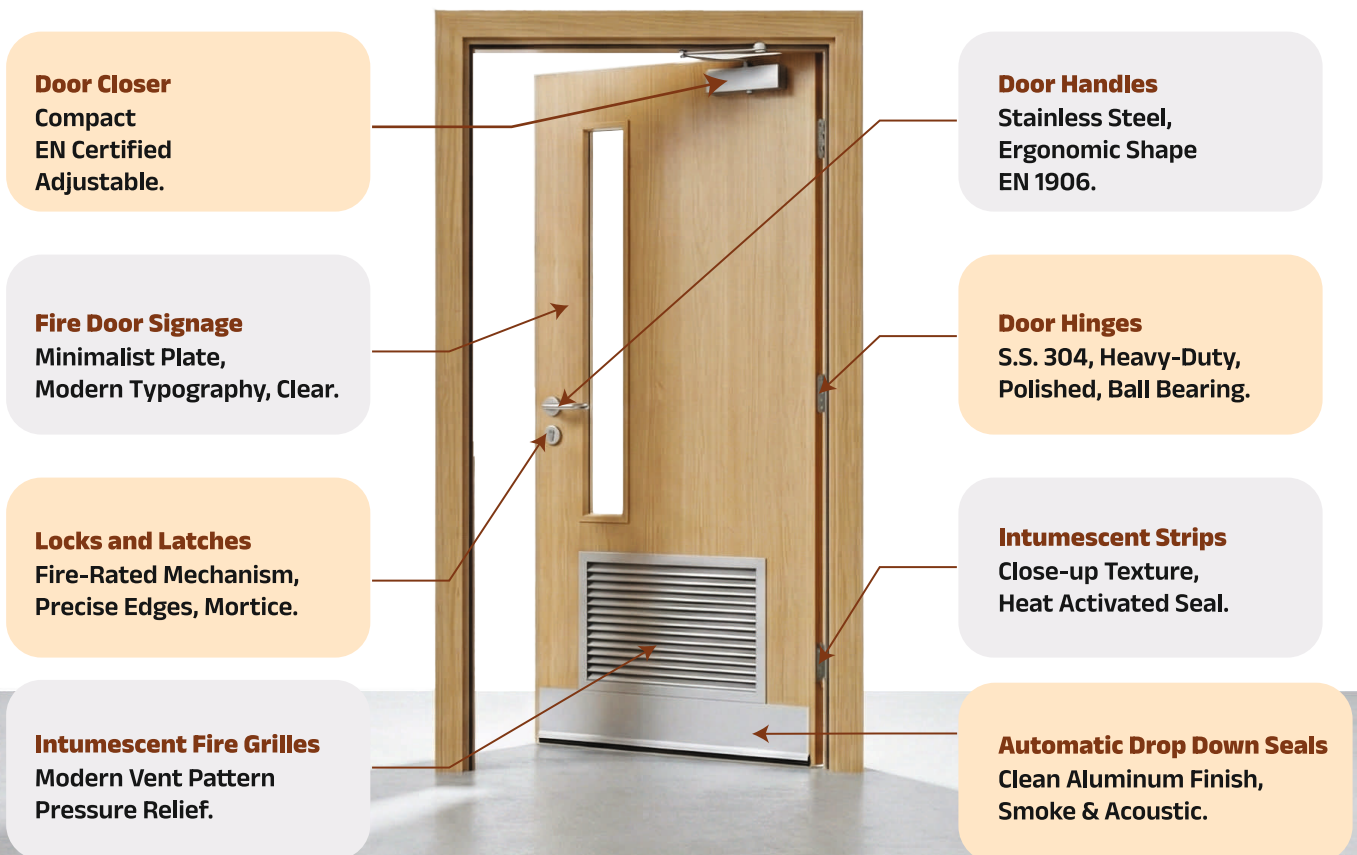 Door Closer
Compact
EN Certified
Adjustable.
Fire Door Signage
Minimalist Plate,
Modern Typography, Clear.
Locks and Latches
Fire-Rated Mechanism,
Precise Edges, Mortice.
Intumescent Fire Grilles
Modern Vent Pattern
Pressure Relief.
Door Handles
Stainless Steel,
Ergonomic Shape
EN 1906.
Door Hinges
S.S. 304, Heavy-Duty,
Polished, Ball Bearing.
Intumescent Strips
Close-up Texture,
Heat Activated Seal.
Automatic Drop Down Seals
Clean Aluminum Finish,
Smoke & Acoustic.